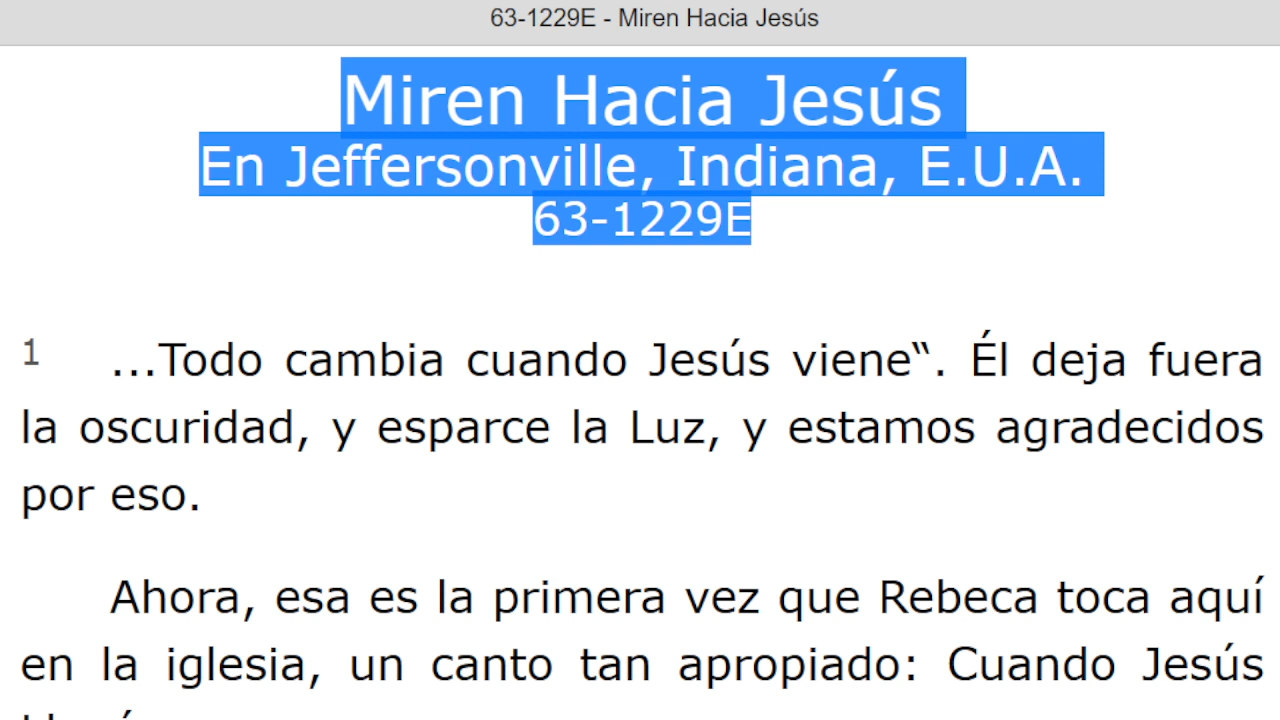 63-1229E - Miren Hacia Jesús
Miren Hacia Jesús
En Jeffersonville, Indiana, E.U.A.
63-1229E
1 ...Todo cambia cuando Jesús viene“. Él deja fuera
la oscuridad, y esparce la Luz, y estamos agradecidos
por eso.
Ahora, esa es la primera vez que Rebeca toca aquí
en la iglesia, un canto tan apropiado: Cuando Jesús